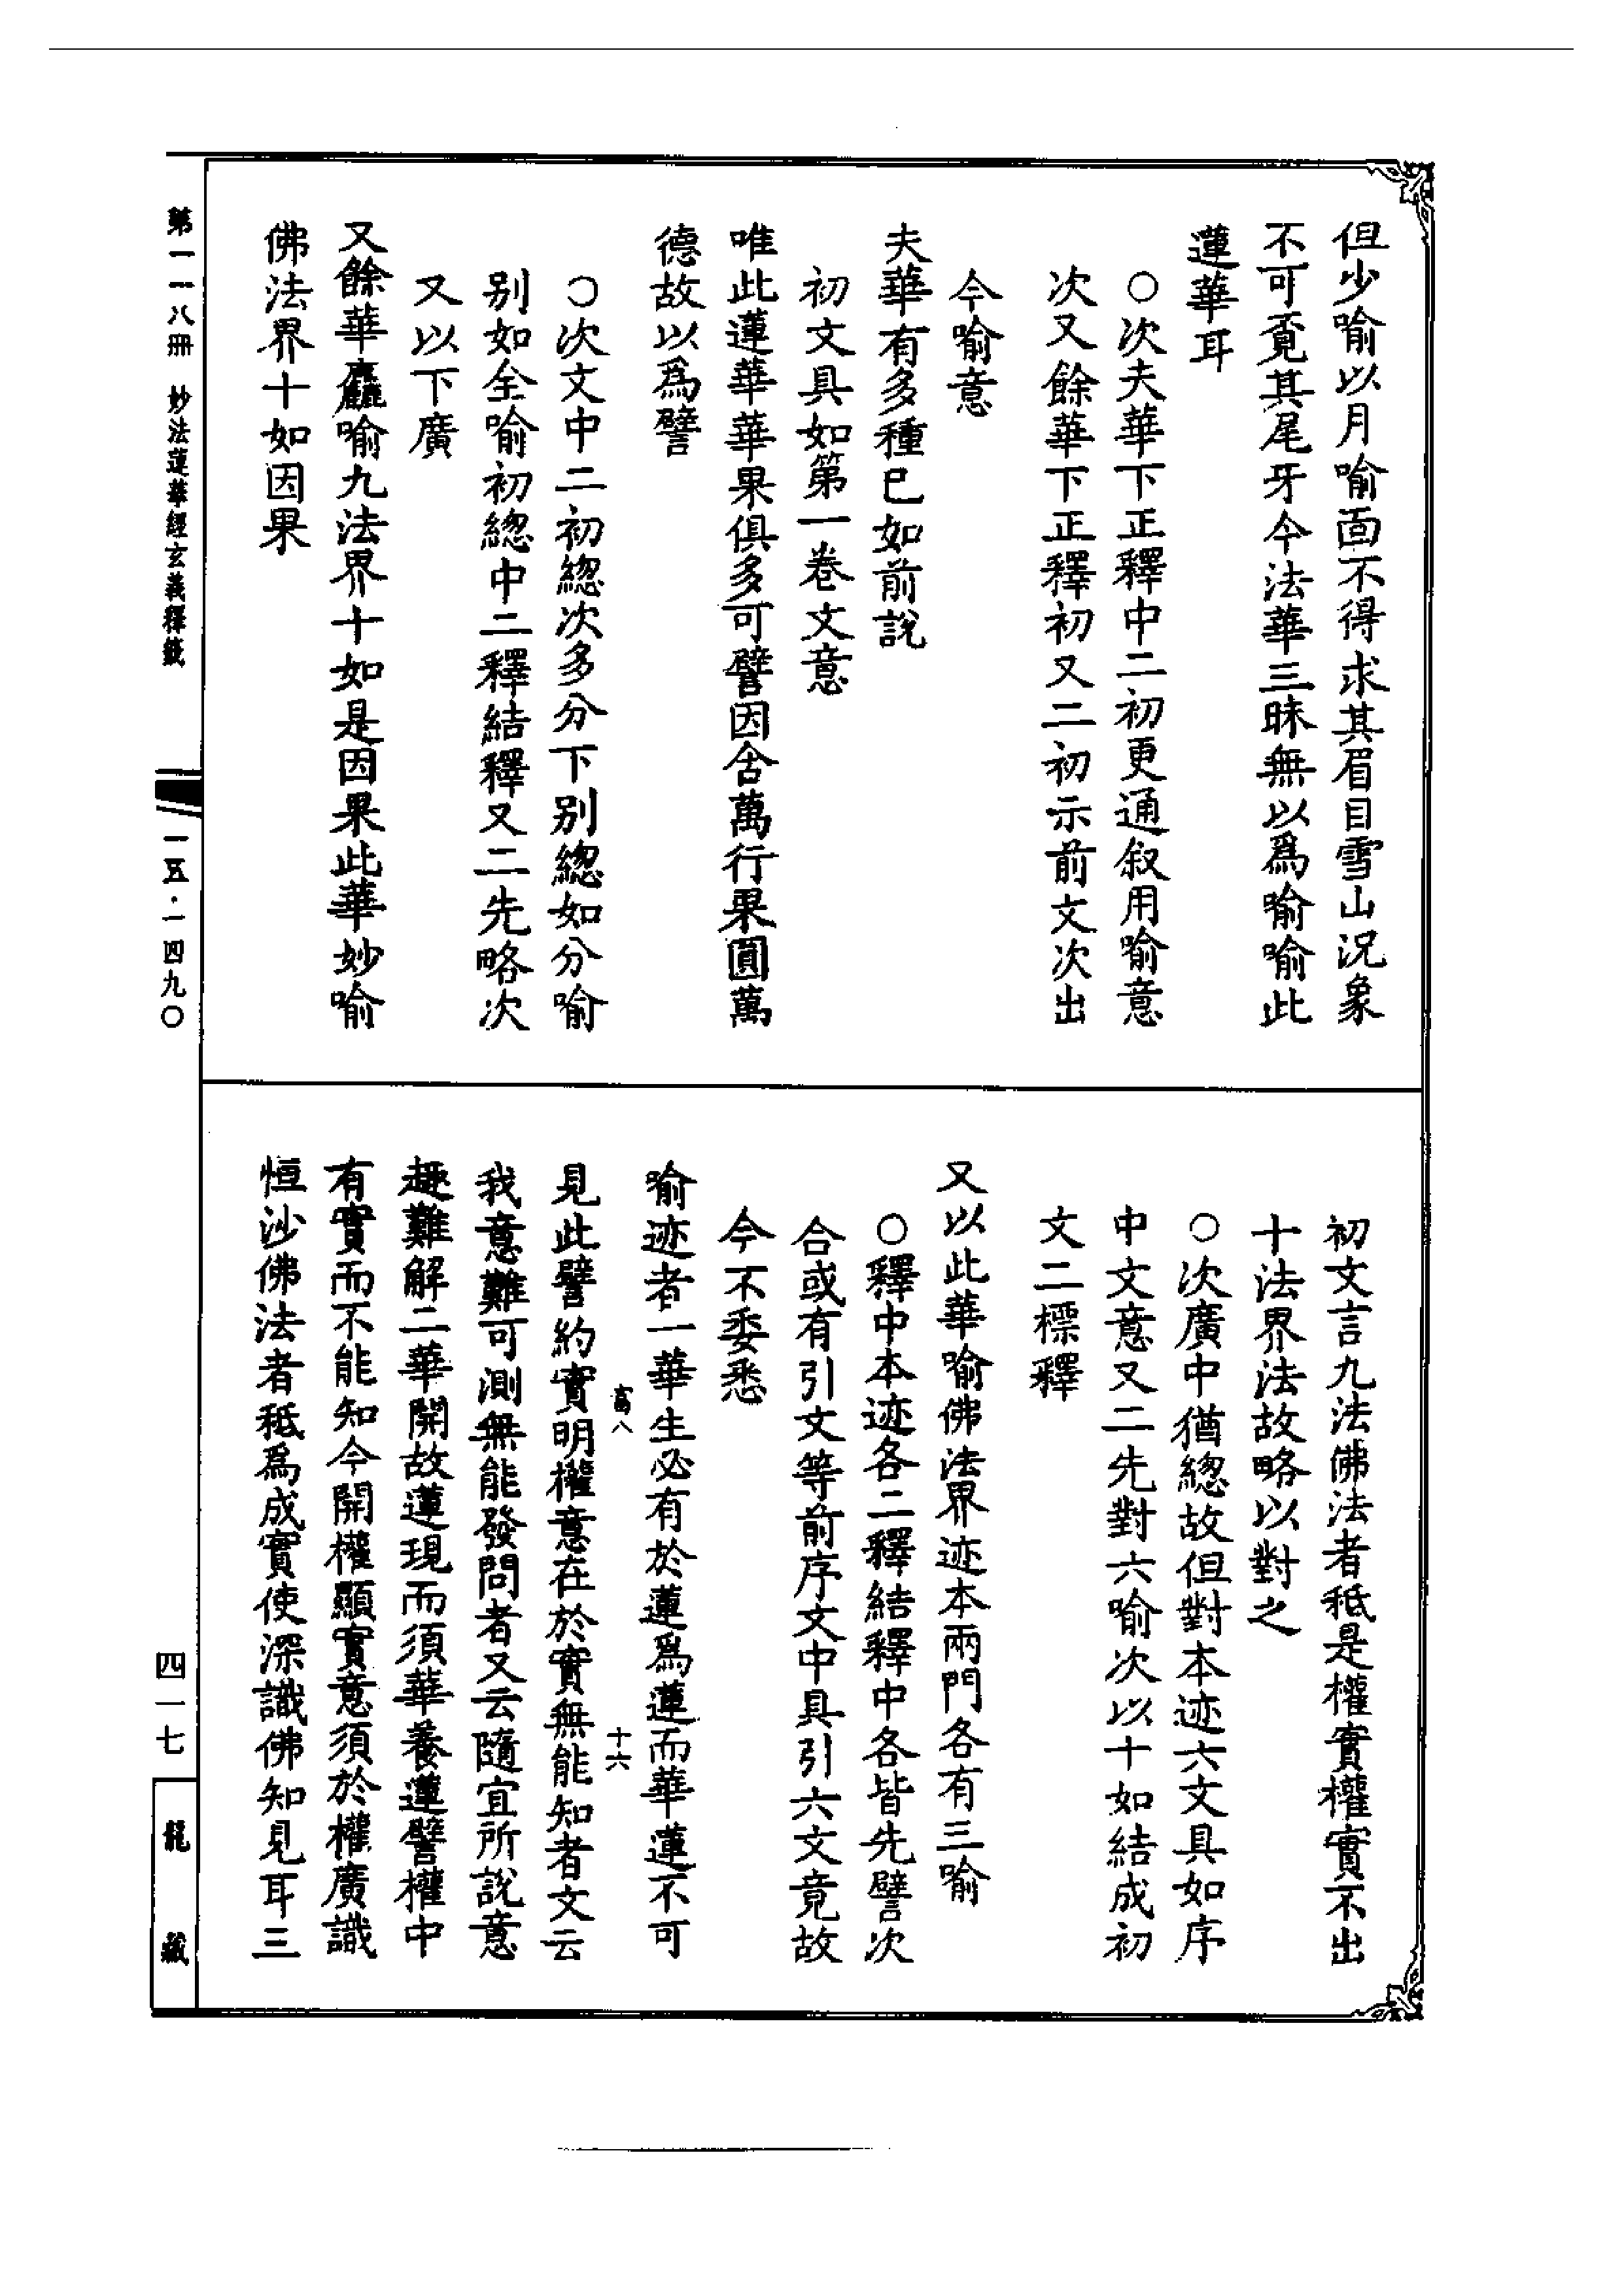 但少喻以月喻面不得求其眉目雪山況象
不可覔其尾牙今法華三昧無以爲喻喻此
蓮華耳
○次夫華下正釋中二初更通叙用喻意
次又餘華下正釋初又二初示前文次出
今喻意
夫華有多種已如前說
初文具如第一卷文意
唯此蓮華華果俱多可譬因含萬行果圓萬
德故以爲譬
○次文中二初緫次多分下别緫如分喻
别如全喻初緫中二釋結釋又二先略次
又以下廣
又餘華麤喻九法界十如是因果此華妙喻
佛法界十如因果
初文言九法佛法者秖是權實權實不出
十法界法故略以對之
○次廣中猶緫故但對本迹六文具如序
中文意又二先對六喻次以十如結成初
文二標釋
又以此華喻佛法界迹本兩門各有三喻
○釋中本迹各二釋結釋中各皆先譬次
合或有引文等前序文中具引六文竟故
今不委悉
喻迹者一華生必有於蓮爲蓮而華蓮不可
富八 十六
見此譬約實明權意在於實無能知者文云
我意難可測無能發問者又云隨宜所說意
趣難解二華開故蓮現而須華養蓮譬權中
有實而不能知今開權顯實意須於權廣識
恒沙佛法者秖爲成實使深識佛知見耳三
第一一八冊 妙法蓮華經玄義釋籤
一五·一四九〇
四一七
龍藏